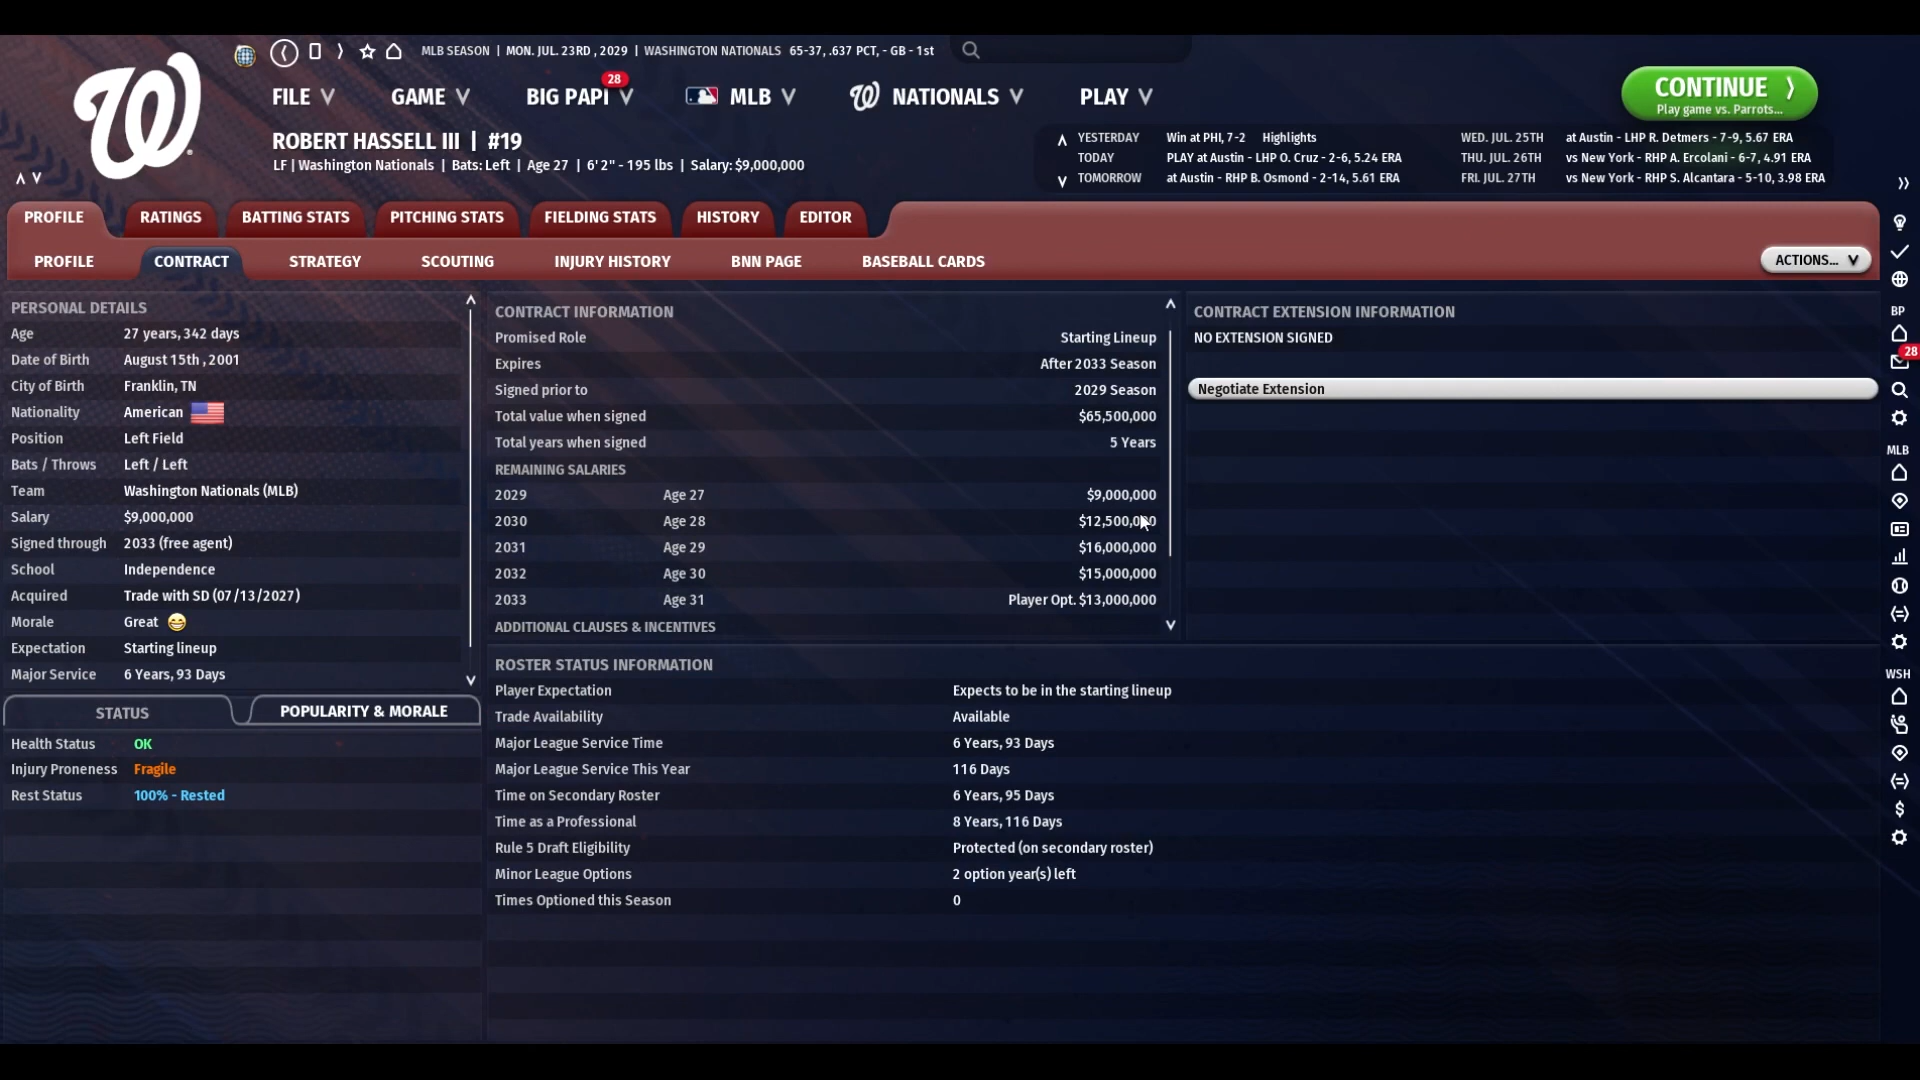 MLB SEASON | MON. JUL. 23RD , 2029 | WASHINGTON NATIONALS 65-37, .637 PCT, - GB - 1st
28
FILE GAME BIG PAPI MLB NATIONALS PLAY
CONTINUE
Play game vs. Parrots...
ROBERT HASSELL III | #19
LF | Washington Nationals | Bats: Left | Age 27 | 6' 2" - 195 lbs | Salary: $9,000,000
YESTERDAY Win at PHI, 7-2 Highlights WED. JUL. 25TH at Austin - LHP R. Detmers - 7-9, 5.67 ERA
TODAY PLAY at Austin - LHP O. Cruz - 2-6, 5.24 ERA THU. JUL. 26TH vs New York - RHP A. Ercolani - 6-7, 4.91 ERA
TOMORROW at Austin - RHP B. Osmond - 2-14, 5.61 ERA FRI. JUL. 27TH vs New York - RHP S. Alcantara - 5-10, 3.98 ERA
PROFILE RATINGS BATTING STATS PITCHING STATS FIELDING STATS HISTORY EDITOR
PROFILE CONTRACT STRATEGY SCOUTING INJURY HISTORY BNN PAGE BASEBALL CARDS
ACTIONS...
PERSONAL DETAILS
Age 27 years, 342 days
Date of Birth August 15th , 2001
City of Birth Franklin, TN
Nationality American
Position Left Field
Bats / Throws Left / Left
Team Washington Nationals (MLB)
Salary $9,000,000
Signed through 2033 (free agent)
School Independence
Acquired Trade with SD (07/13/2027)
Morale Great
Expectation Starting lineup
Major Service 6 Years, 93 Days
STATUS POPULARITY & MORALE
Health Status OK
Injury Proneness Fragile
Rest Status 100% - Rested
CONTRACT INFORMATION
Promised Role Starting Lineup
Expires After 2033 Season
Signed prior to 2029 Season
Total value when signed $65,500,000
Total years when signed 5 Years
REMAINING SALARIES
2029 Age 27 $9,000,000
2030 Age 28 $12,500,000
2031 Age 29 $16,000,000
2032 Age 30 $15,000,000
2033 Age 31 Player Opt. $13,000,000
ADDITIONAL CLAUSES & INCENTIVES
CONTRACT EXTENSION INFORMATION
NO EXTENSION SIGNED
Negotiate Extension
ROSTER STATUS INFORMATION
Player Expectation Expects to be in the starting lineup
Trade Availability Available
Major League Service Time 6 Years, 93 Days
Major League Service This Year 116 Days
Time on Secondary Roster 6 Years, 95 Days
Time as a Professional 8 Years, 116 Days
Rule 5 Draft Eligibility Protected (on secondary roster)
Minor League Options 2 option year(s) left
Times Optioned this Season 0
BP
28
MLB
WSH